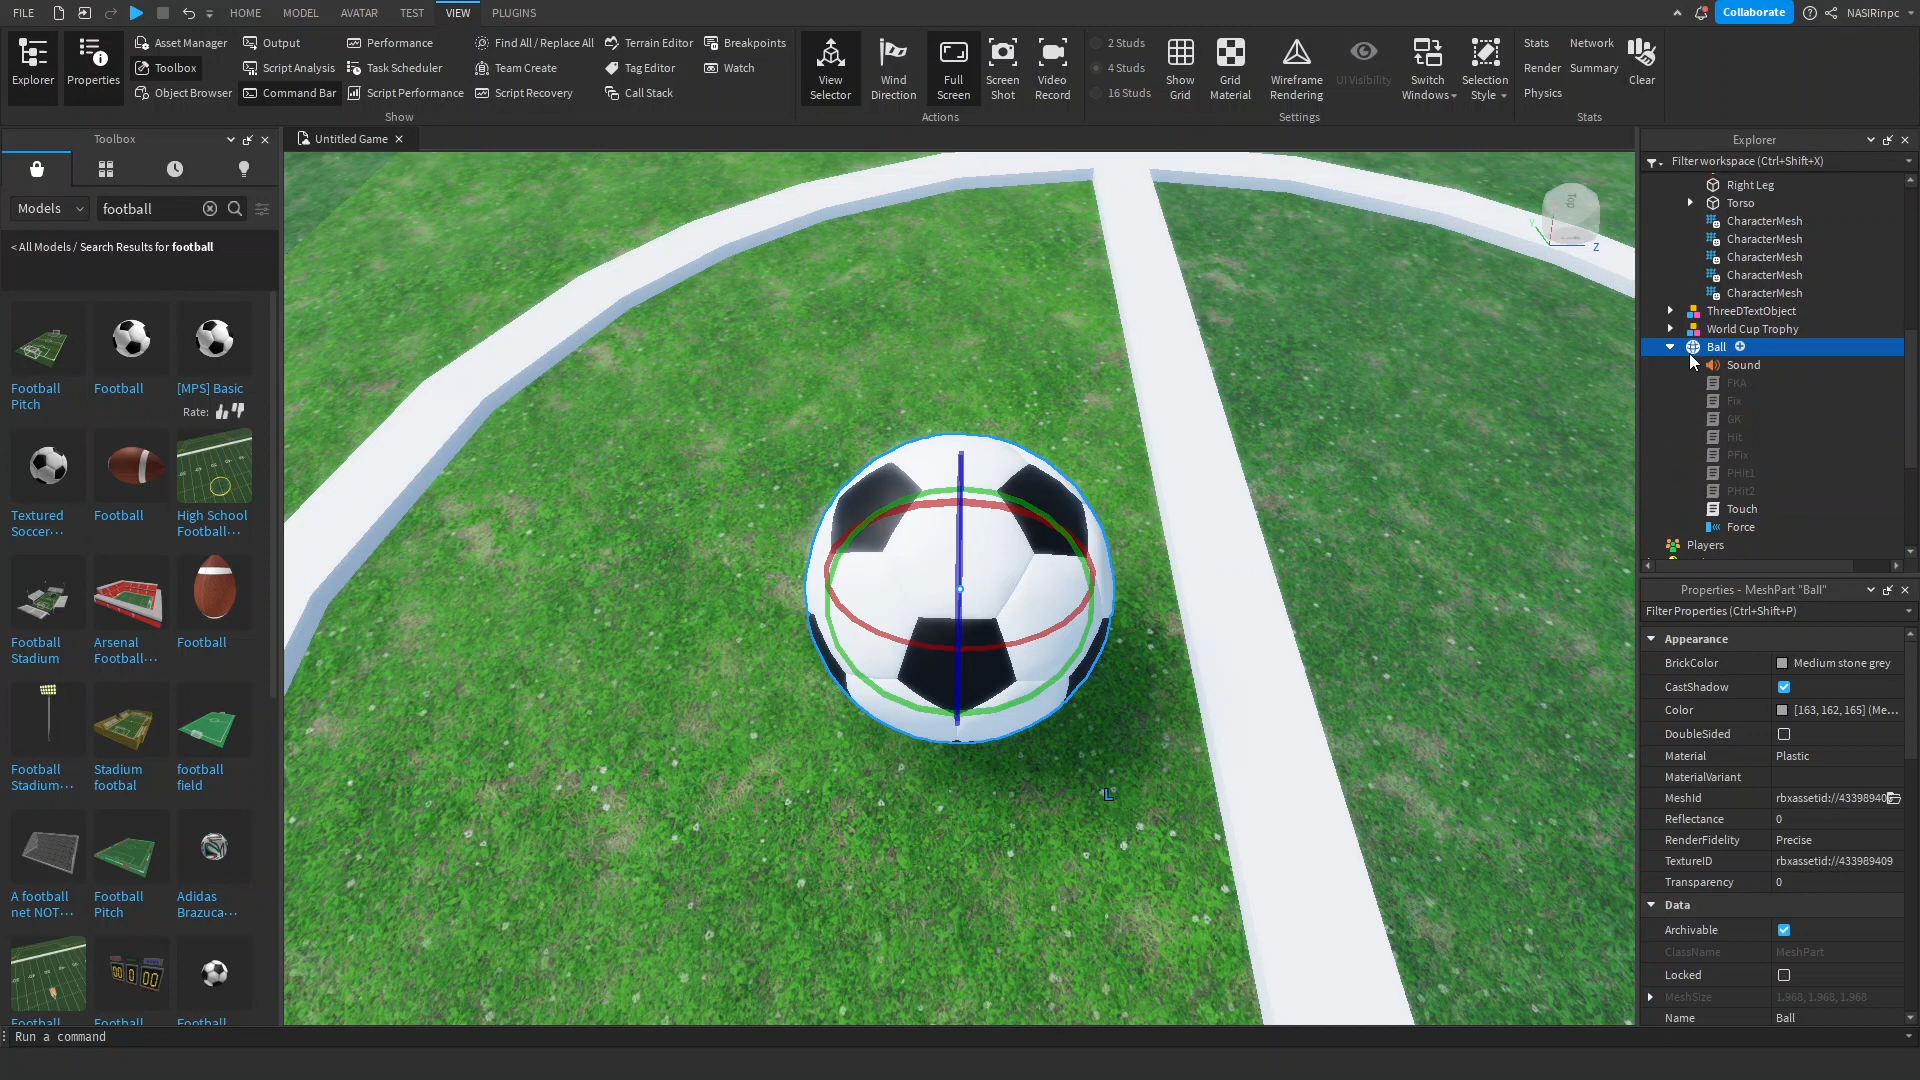 FILE
HOME
MODEL
AVATAR
TEST
VIEW
PLUGINS
Collaborate
NASIRinpc
Explorer
Properties
Asset Manager
Toolbox
Object Browser
Output
Script Analysis
Command Bar
Performance
Task Scheduler
Script Performance
Find All / Replace All
Team Create
Script Recovery
Terrain Editor
Tag Editor
Call Stack
Breakpoints
Watch
Show
View
Selector
Wind
Direction
Full
Screen
Screen
Shot
Video
Record
Actions
2 Studs
4 Studs
16 Studs
Show
Grid
Grid
Material
Wireframe
Rendering
UI Visibility
Switch
Windows
Selection
Style
Settings
Stats
Render
Physics
Network
Summary
Clear
Stats
Toolbox
Untitled Game
Models
football
< All Models / Search Results for football
Football
Pitch
Football
[MPS] Basic
Rate:
Textured
Soccer...
Football
High School
Football...
Football
Stadium
Arsenal
Football...
Football
Football
Stadium...
Stadium
footbal
football
field
A football
net NOT...
Football
Pitch
Adidas
Brazuca...
Football
Football
Football
Top
Y
Z
L
Explorer
Filter workspace (Ctrl+Shift+X)
Right Leg
Torso
CharacterMesh
CharacterMesh
CharacterMesh
CharacterMesh
CharacterMesh
ThreeDTextObject
World Cup Trophy
Ball
Sound
FKA
Fix
GK
Hit
PFix
PHit1
PHit2
Touch
Force
Players
Properties - MeshPart "Ball"
Filter Properties (Ctrl+Shift+P)
Appearance
BrickColor Medium stone grey
CastShadow
Color [163, 162, 165] (Me...
DoubleSided
Material Plastic
MaterialVariant
MeshId rbxassetid://43398940
Reflectance 0
RenderFidelity Precise
TextureID rbxassetid://433989409
Transparency 0
Data
Archivable
ClassName MeshPart
Locked
MeshSize 1.968, 1.968, 1.968
Name Ball
Run a command